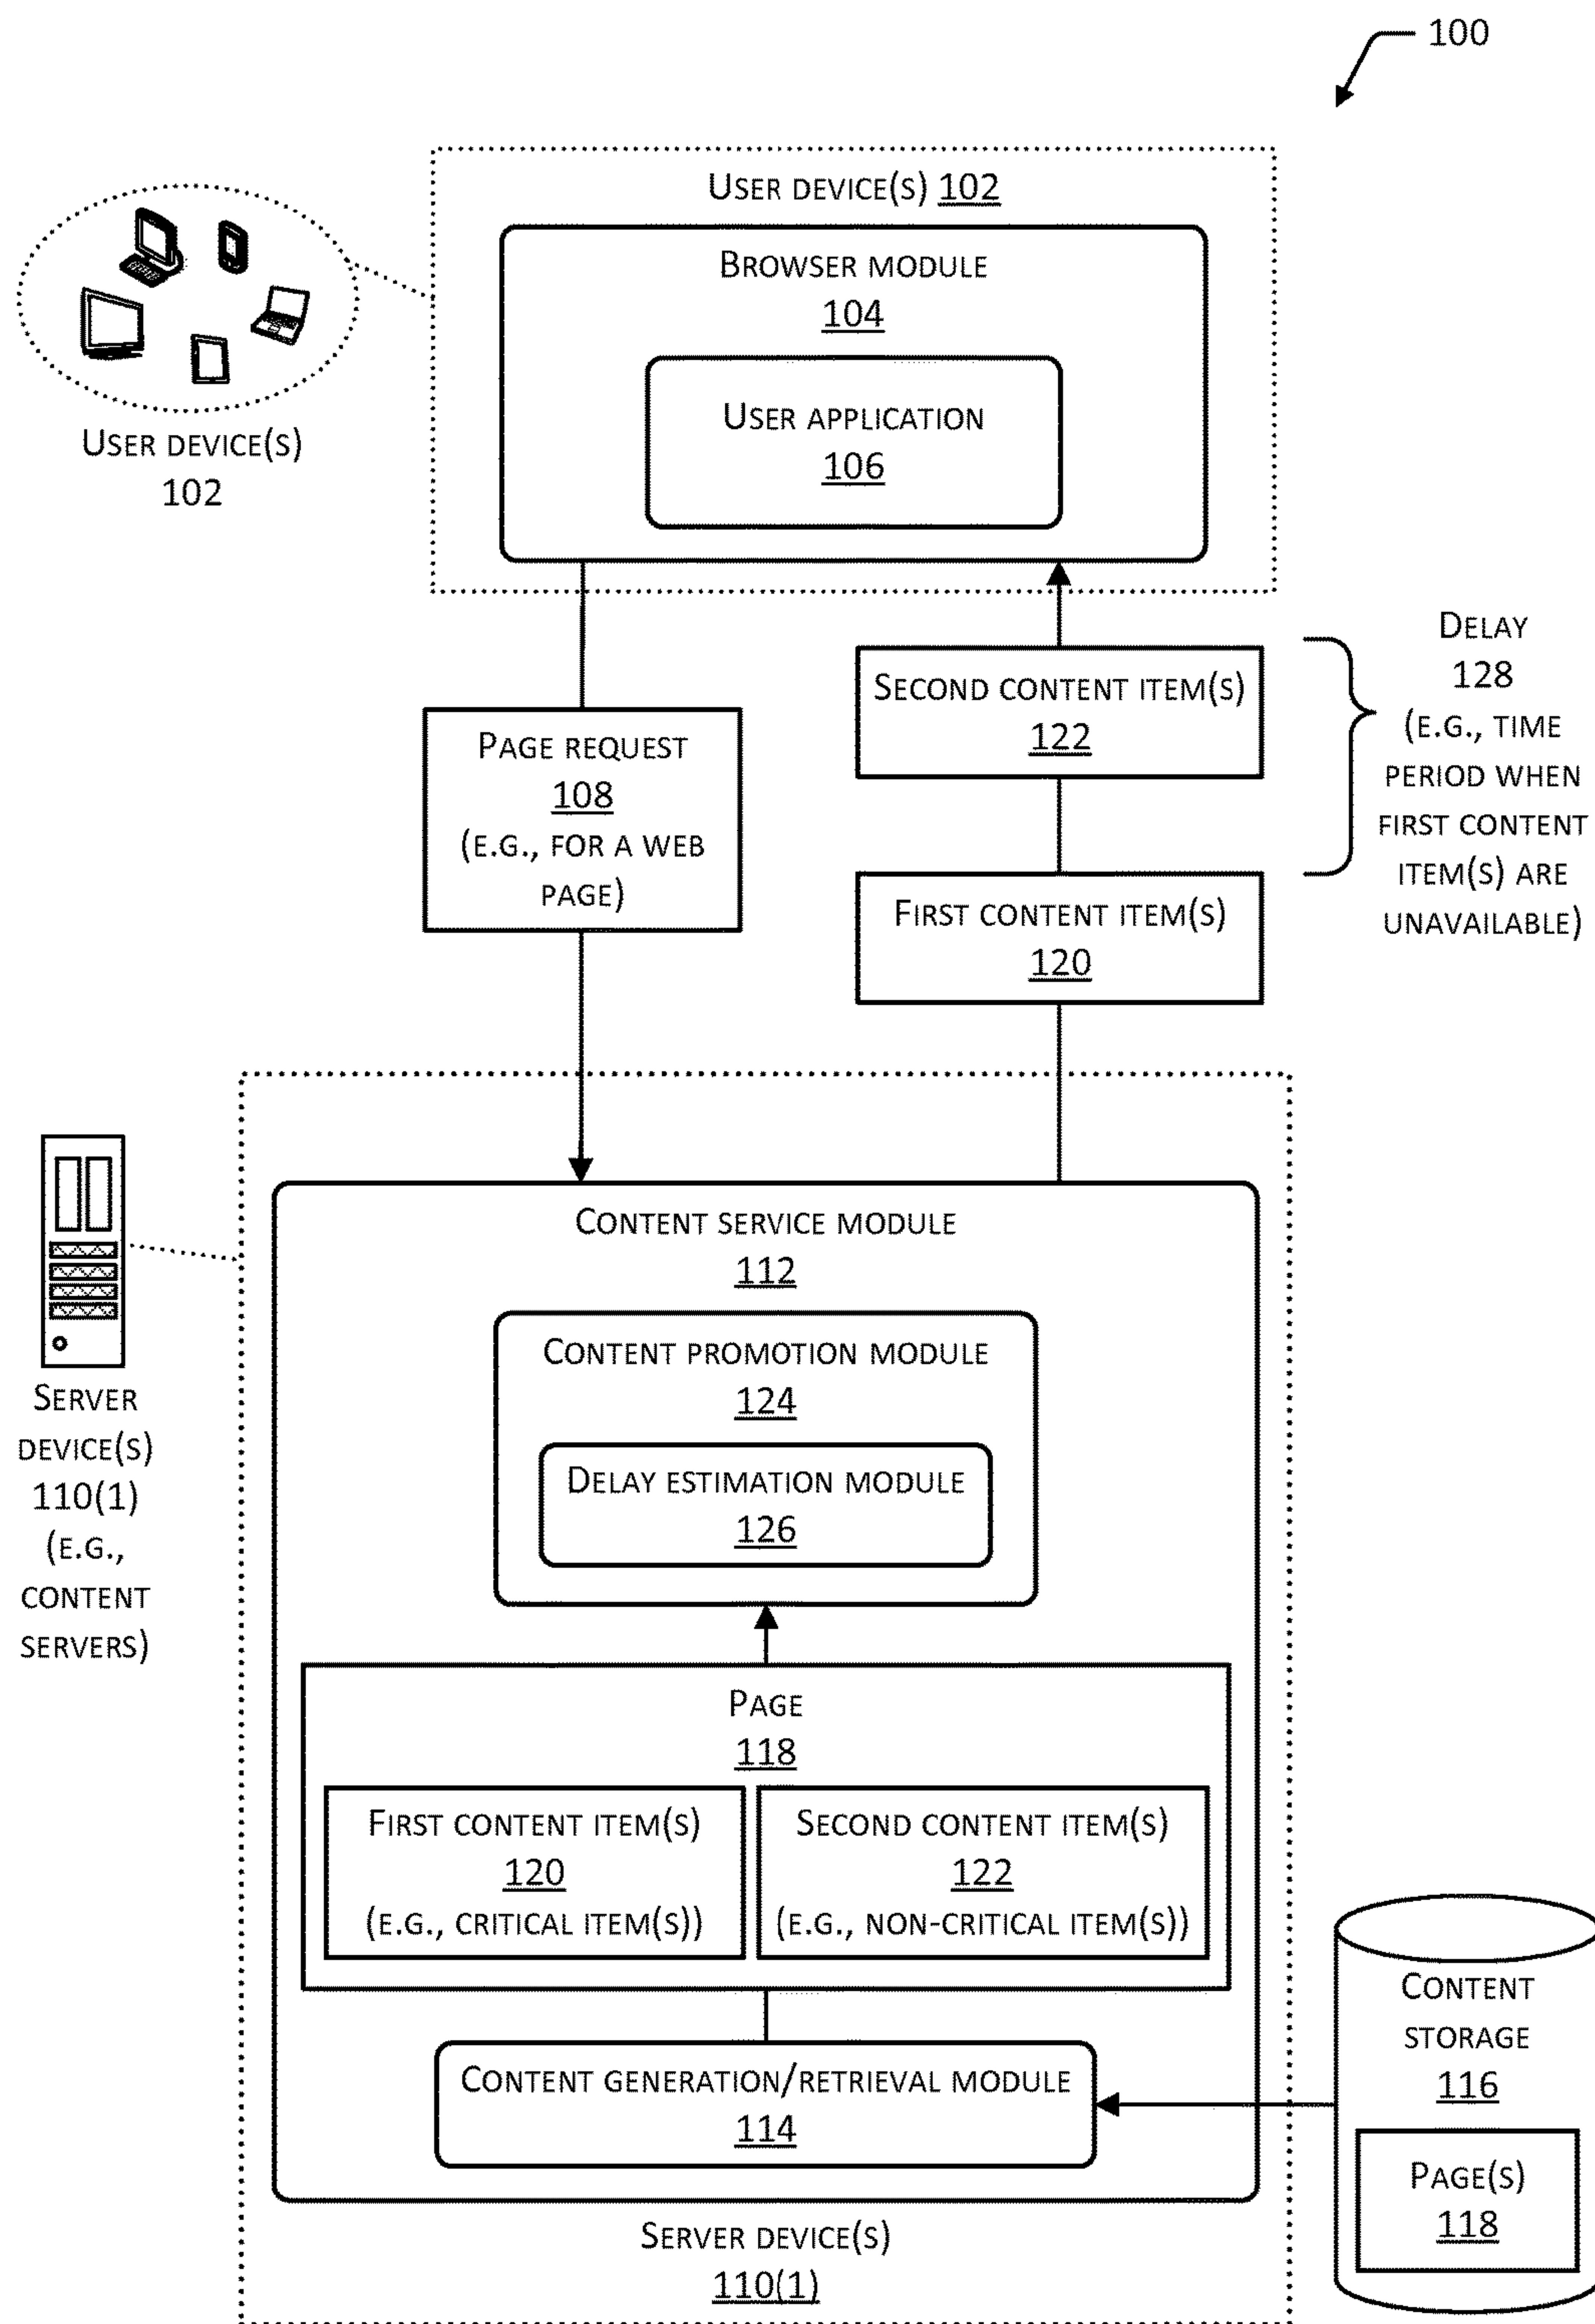 100
User device(s) 102
Browser module
104
User application
106
User device(s)
102
Page request
108
(e.g., for a web
page)
Second content item(s)
122
First content item(s)
120
Delay
128
(e.g., time
period when
first content
item(s) are
unavailable)
Server
device(s)
110(1)
(e.g.,
content
servers)
Content service module
112
Content promotion module
124
Delay estimation module
126
Page
118
First content item(s)
120
(e.g., critical item(s))
Second content item(s)
122
(e.g., non-critical item(s))
Content generation/retrieval module
114
Server device(s)
110(1)
Content
storage
116
Page(s)
118